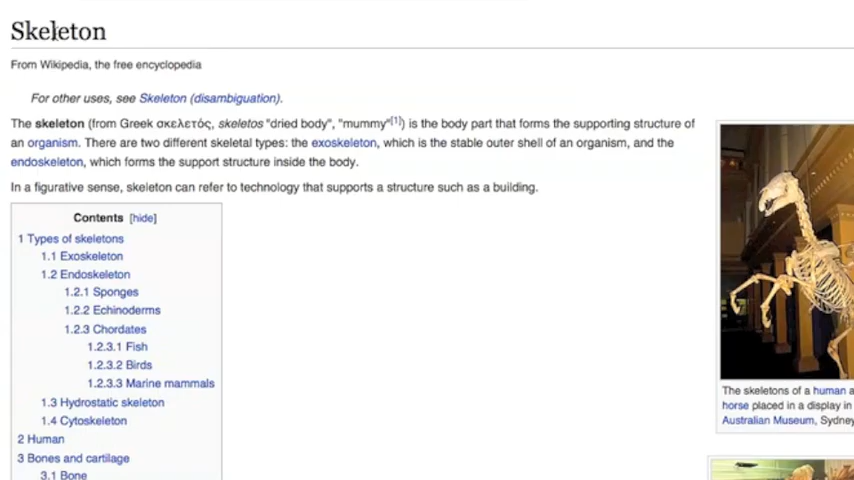 Skeleton
From Wikipedia, the free encyclopedia
For other uses, see Skeleton (disambiguation).
The skeleton (from Greek σκελετός, skeletos "dried body", "mummy"[1]) is the body part that forms the supporting structure of
an organism. There are two different skeletal types: the exoskeleton, which is the stable outer shell of an organism, and the
endoskeleton, which forms the support structure inside the body.
In a figurative sense, skeleton can refer to technology that supports a structure such as a building.
Contents [hide]
1 Types of skeletons
1.1 Exoskeleton
1.2 Endoskeleton
1.2.1 Sponges
1.2.2 Echinoderms
1.2.3 Chordates
1.2.3.1 Fish
1.2.3.2 Birds
1.2.3.3 Marine mammals
1.3 Hydrostatic skeleton
1.4 Cytoskeleton
2 Human
3 Bones and cartilage
3.1 Bone
The skeletons of a human a
horse placed in a display in
Australian Museum, Sydney